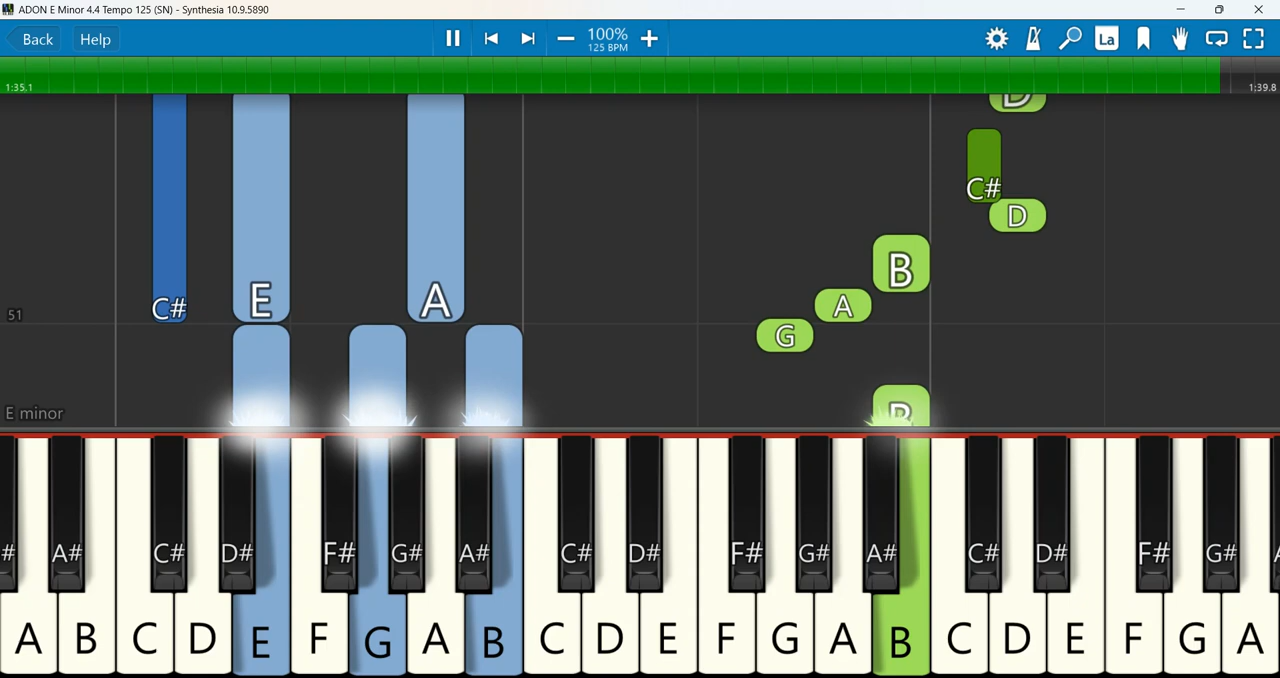 ADON E Minor 4.4 Tempo 125 (SN) - Synthesia 10.9.5890
Back Help 100% La
125 BPM
1:35.1 1:39.8
D
C#
D
B
C# E A A
51
G
E minor B
# A# C# D# F# G# A# C# D# F# G# A# C# D# F# G# A
A B C D E F G A B C D E F G A B C D E F G A